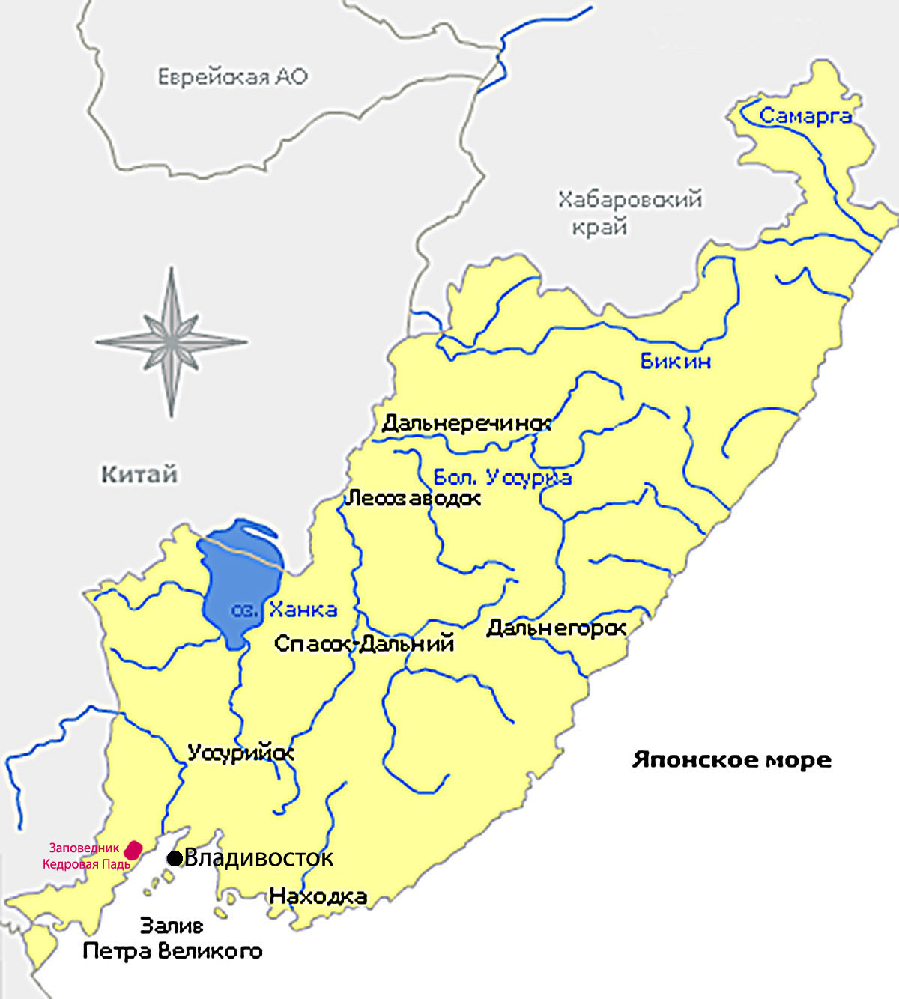 Еврейская АО
Самарга
Хабаровский
край
Бикин
Дальнеречинск
Китай
Бол. Уссурка
Лесозаводск
оз. Ханка
Дальнегорск
Спасск-Дальний
Уссурийск
Японское море
Заповедник
Кедровая Падь
Владивосток
Находка
Залив
Петра Великого